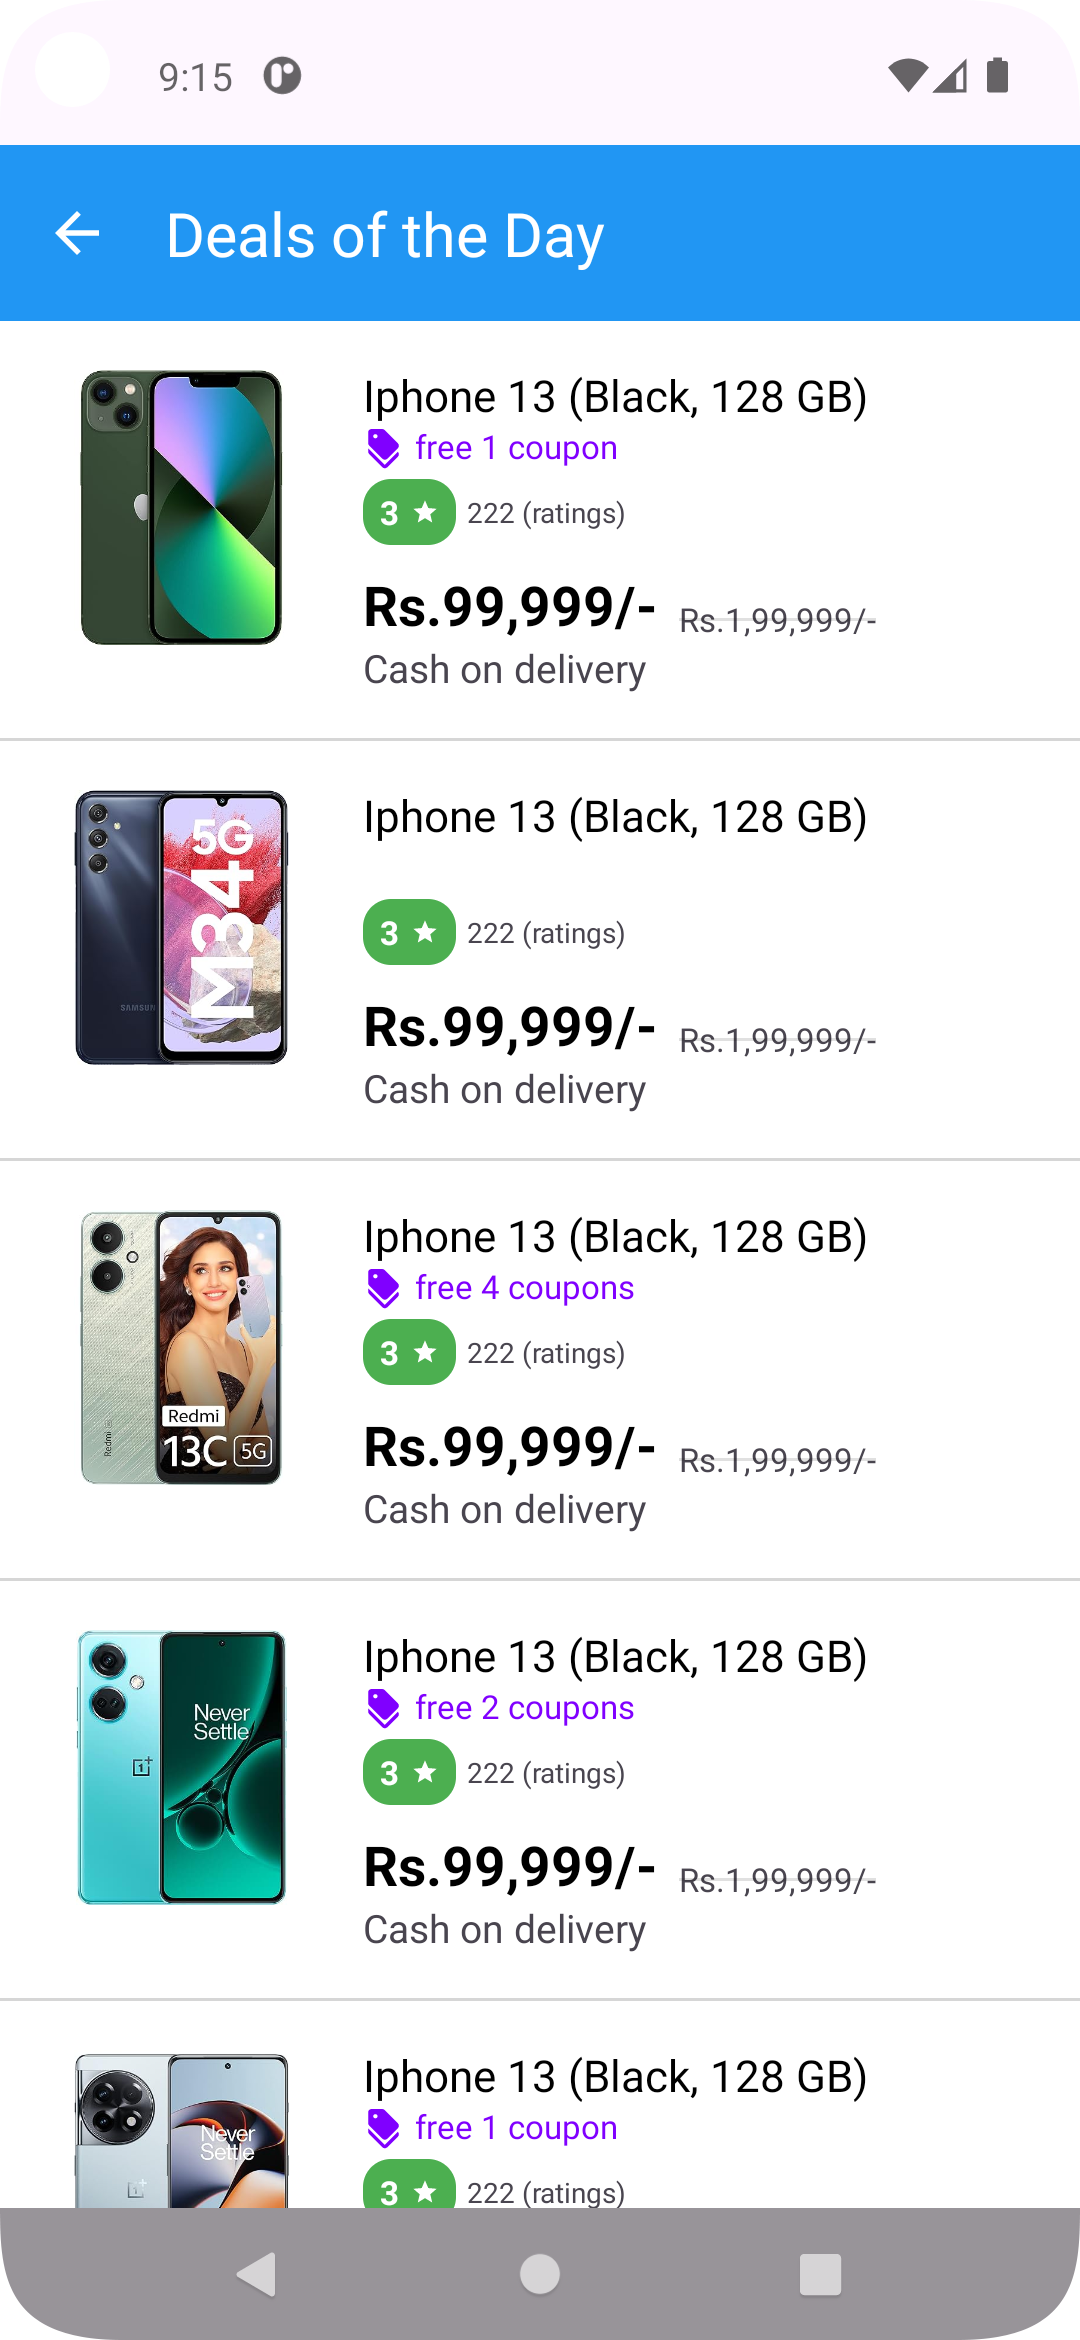 9:15
Deals of the Day
Iphone 13 (Black, 128 GB)
free 1 coupon
3 ★ 222 (ratings)
Rs.99,999/- Rs.1,99,999/-
Cash on delivery
5G
M34
SAMSUN
Iphone 13 (Black, 128 GB)
3 ★ 222 (ratings)
Rs.99,999/- Rs.1,99,999/-
Cash on delivery
Redmi
Redmi
13C 5G
Iphone 13 (Black, 128 GB)
free 4 coupons
3 ★ 222 (ratings)
Rs.99,999/- Rs.1,99,999/-
Cash on delivery
Never
Settle
1+
Iphone 13 (Black, 128 GB)
free 2 coupons
3 ★ 222 (ratings)
Rs.99,999/- Rs.1,99,999/-
Cash on delivery
Never
Settle
Iphone 13 (Black, 128 GB)
free 1 coupon
3 ★ 222 (ratings)